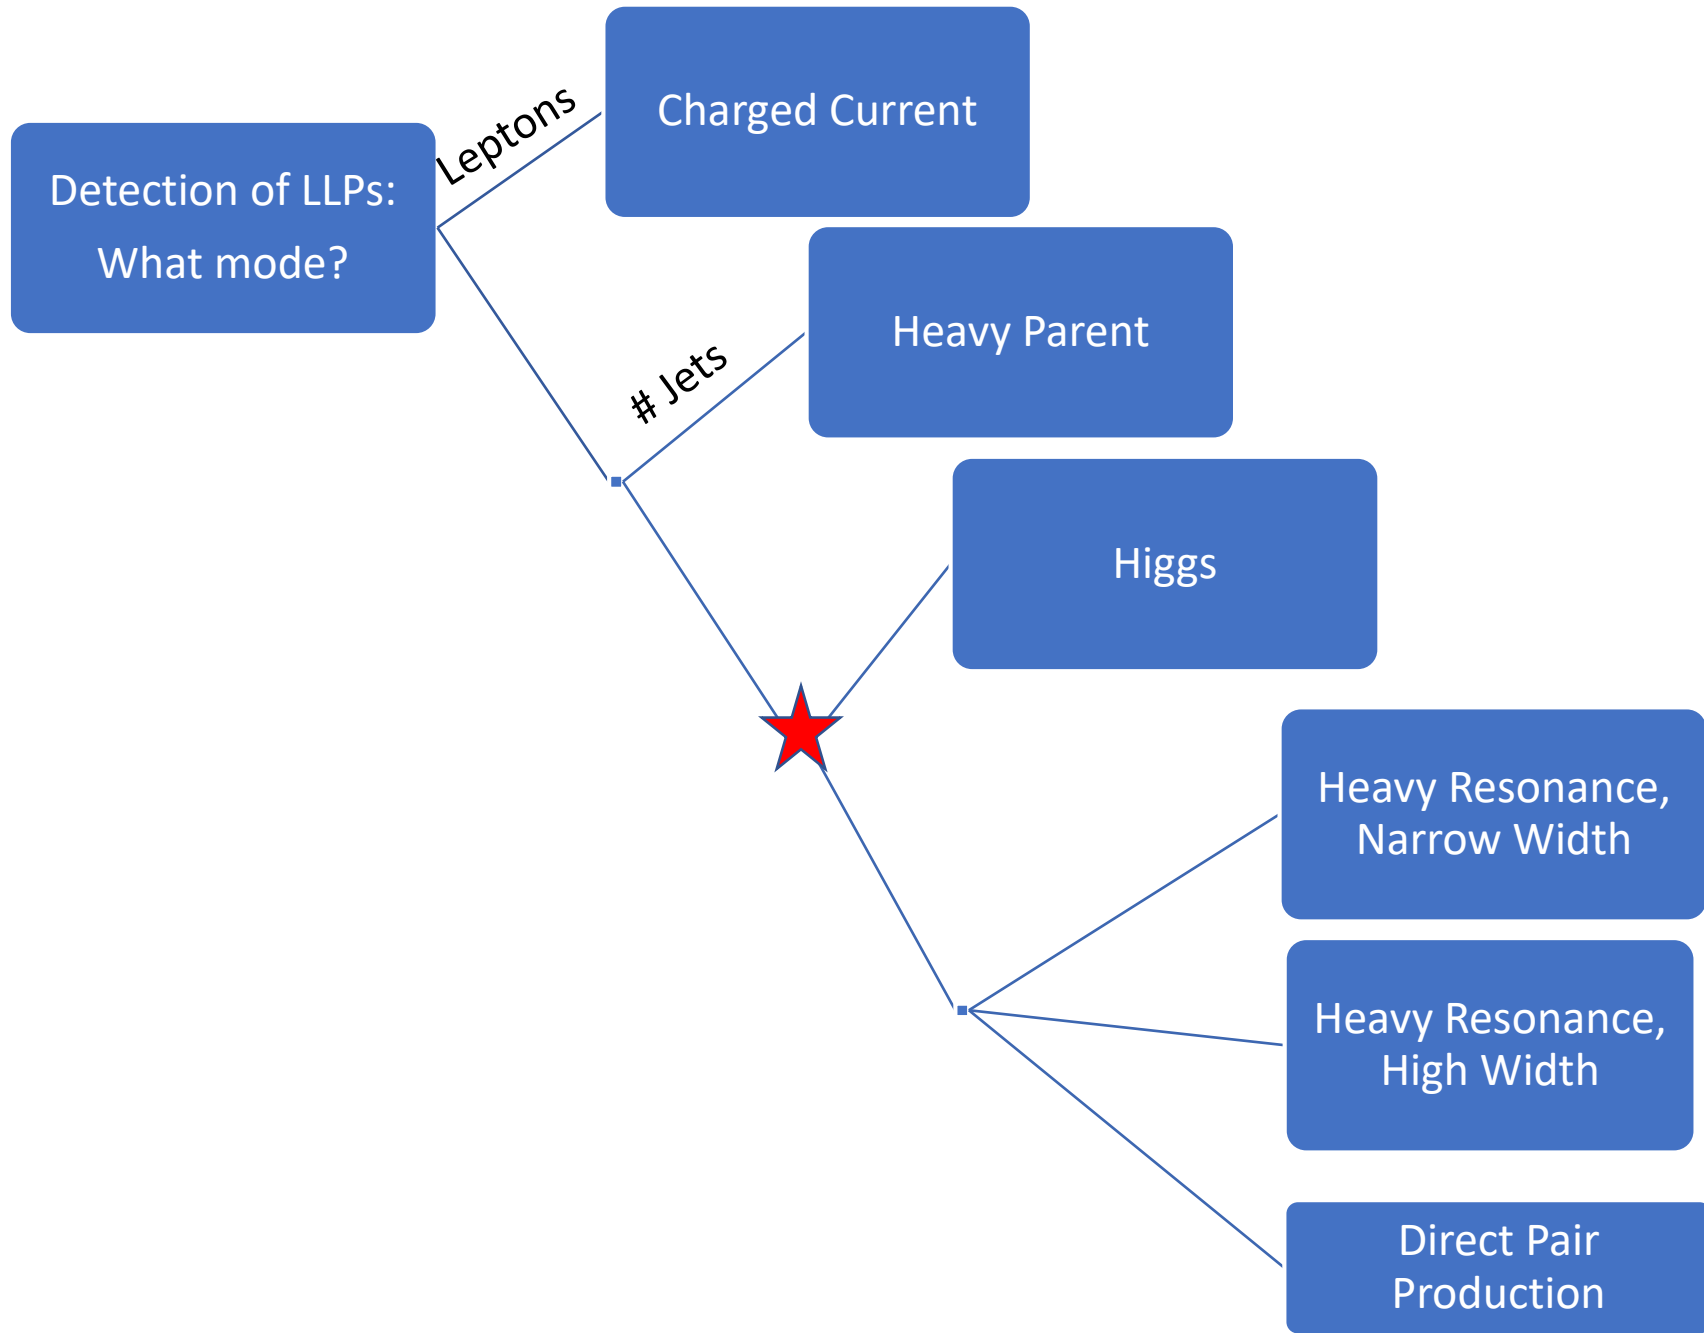 Leptons
Charged Current
Detection of LLPs:
What mode?
# Jets
Heavy Parent
Higgs
Heavy Resonance,
Narrow Width
Heavy Resonance,
High Width
Direct Pair
Production